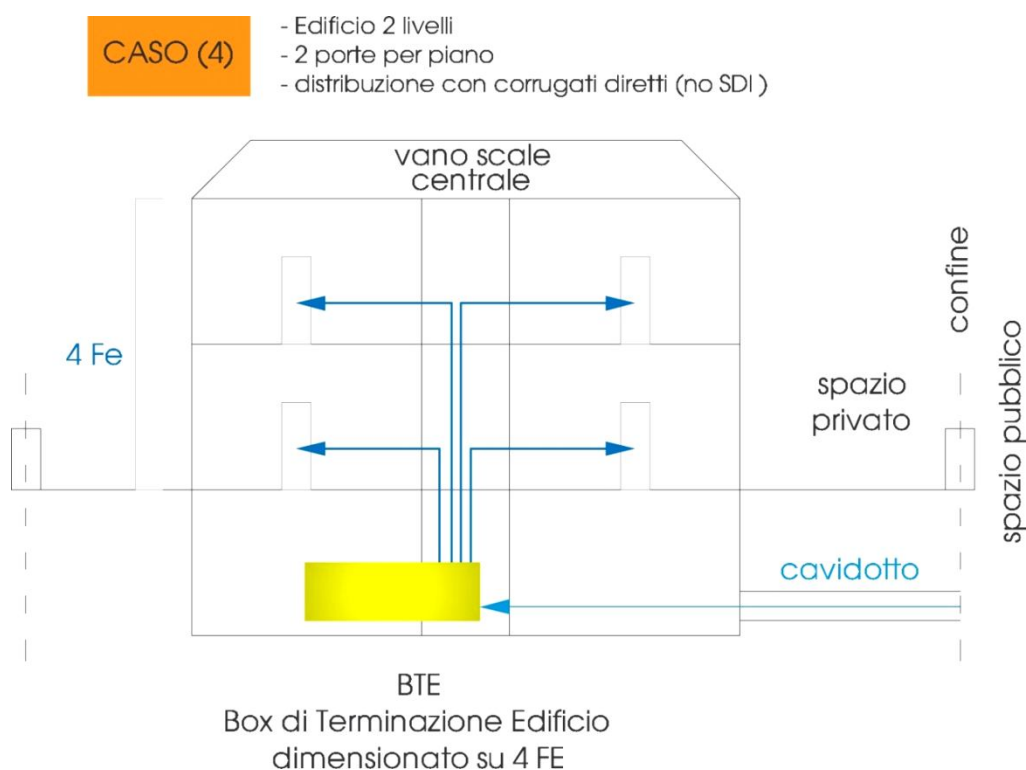 CASO (4)
- Edificio 2 livelli
- 2 porte per piano
- distribuzione con corrugati diretti (no SDI )
vano scale
centrale
4 Fe
confine
spazio pubblico
spazio
privato
cavidotto
BTE
Box di Terminazione Edificio
dimensionato su 4 FE